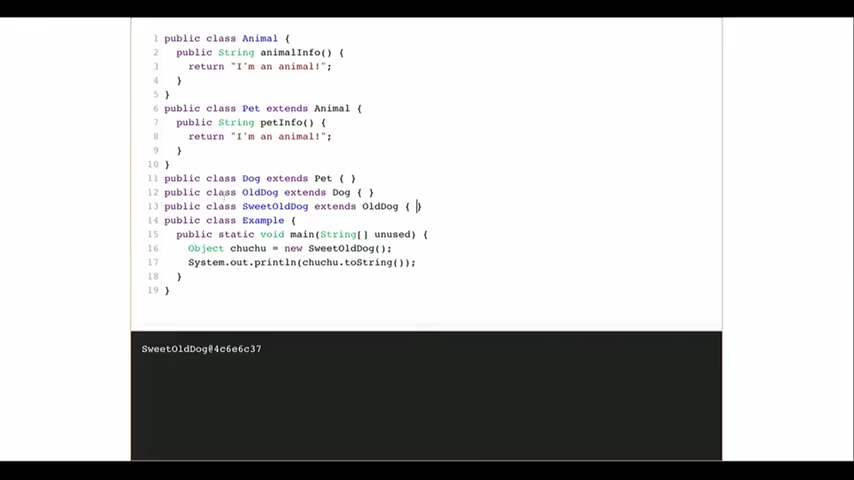 1 public class Animal {
2 public String animalInfo() {
3 return "I'm an animal!";
4 }
5 }
6 public class Pet extends Animal {
7 public String petInfo() {
8 return "I'm an animal!";
9 }
10 }
11 public class Dog extends Pet { }
12 public class OldDog extends Dog { }
13 public class SweetOldDog extends OldDog { }
14 public class Example {
15 public static void main(String[] unused) {
16 Object chuchu = new SweetOldDog();
17 System.out.println(chuchu.toString());
18 }
19 }
SweetOldDog@4c6e6c37